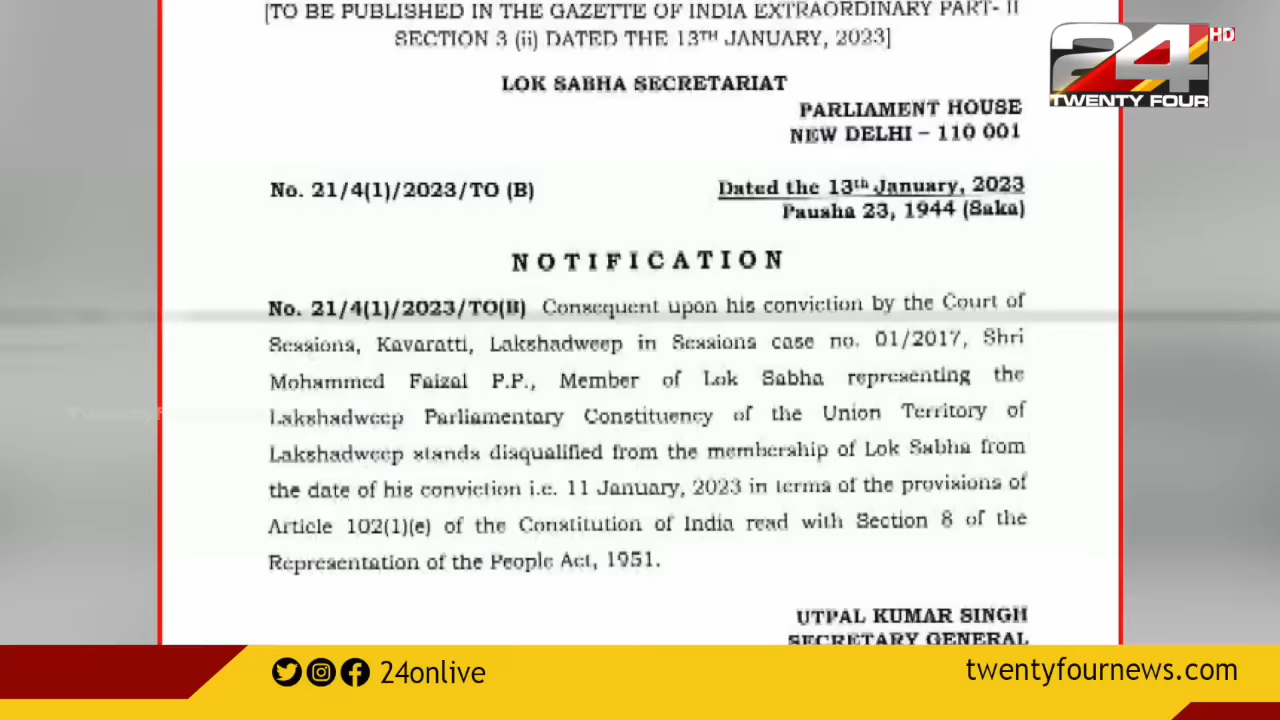 [TO BE PUBLISHED IN THE GAZETTE OF INDIA EXTRAORDINARY PART- II
SECTION 3 (ii) DATED THE 13TH JANUARY, 2023]
LOK SABHA SECRETARIAT
PARLIAMENT HOUSE
NEW DELHI – 110 001
No. 21/4(1)/2023/TO (B)
Dated the 13th January, 2023
Pausha 23, 1944 (Saka)
NOTIFICATION
No. 21/4(1)/2023/TO(B) Consequent upon his conviction by the Court of
Sessions, Kavaratti, Lakshadweep in Sessions case no. 01/2017, Shri
Mohammed Faizal P.P., Member of Lok Sabha representing the
Lakshadweep Parliamentary Constituency of the Union Territory of
Lakshadweep stands disqualified from the membership of Lok Sabha from
the date of his conviction i.e. 11 January, 2023 in terms of the provisions of
Article 102(1)(e) of the Constitution of India read with Section 8 of the
Representation of the People Act, 1951.
UTPAL KUMAR SINGH
SECRETARY GENERAL
24 HD
TWENTY FOUR
24onlive
twentyfournews.com